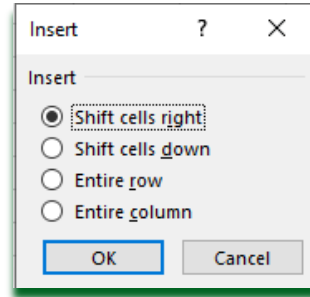 Insert ?
Insert
Shift cells right
Shift cells down
Entire row
Entire column
OK Cancel